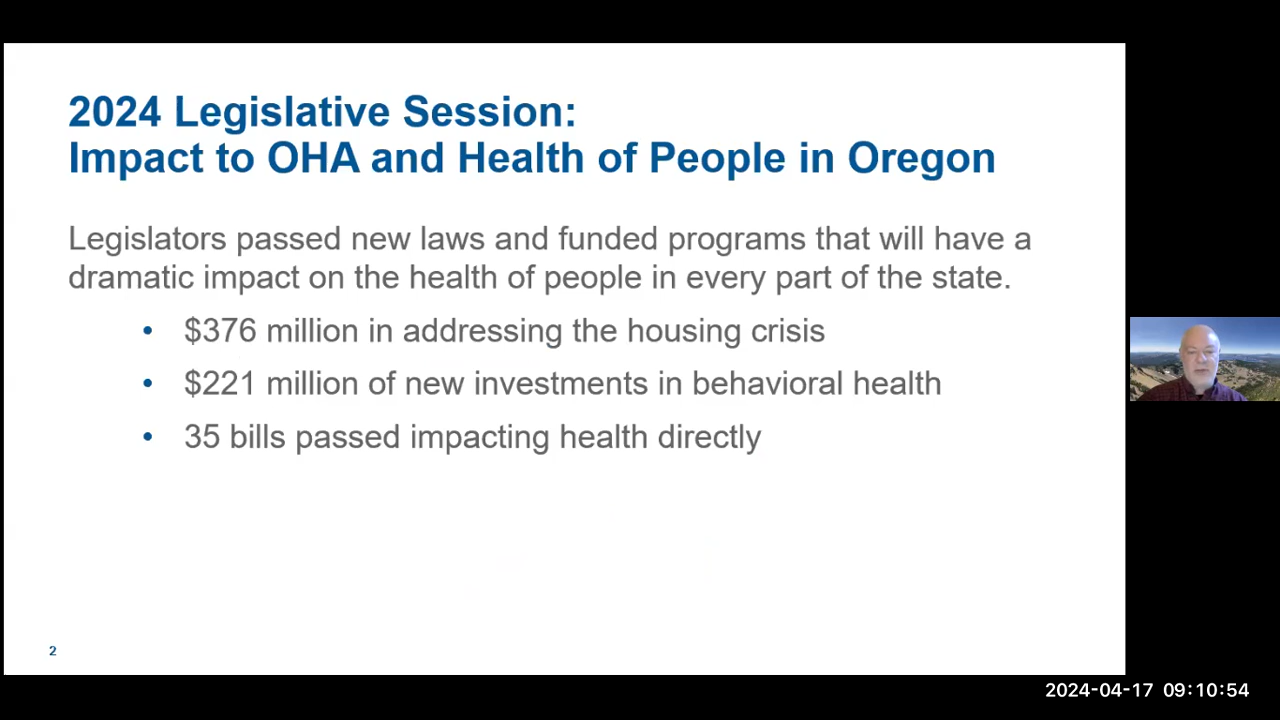 2024 Legislative Session:
Impact to OHA and Health of People in Oregon
Legislators passed new laws and funded programs that will have a
dramatic impact on the health of people in every part of the state.
• $376 million in addressing the housing crisis
• $221 million of new investments in behavioral health
• 35 bills passed impacting health directly
2
2024-04-17 09:10:54